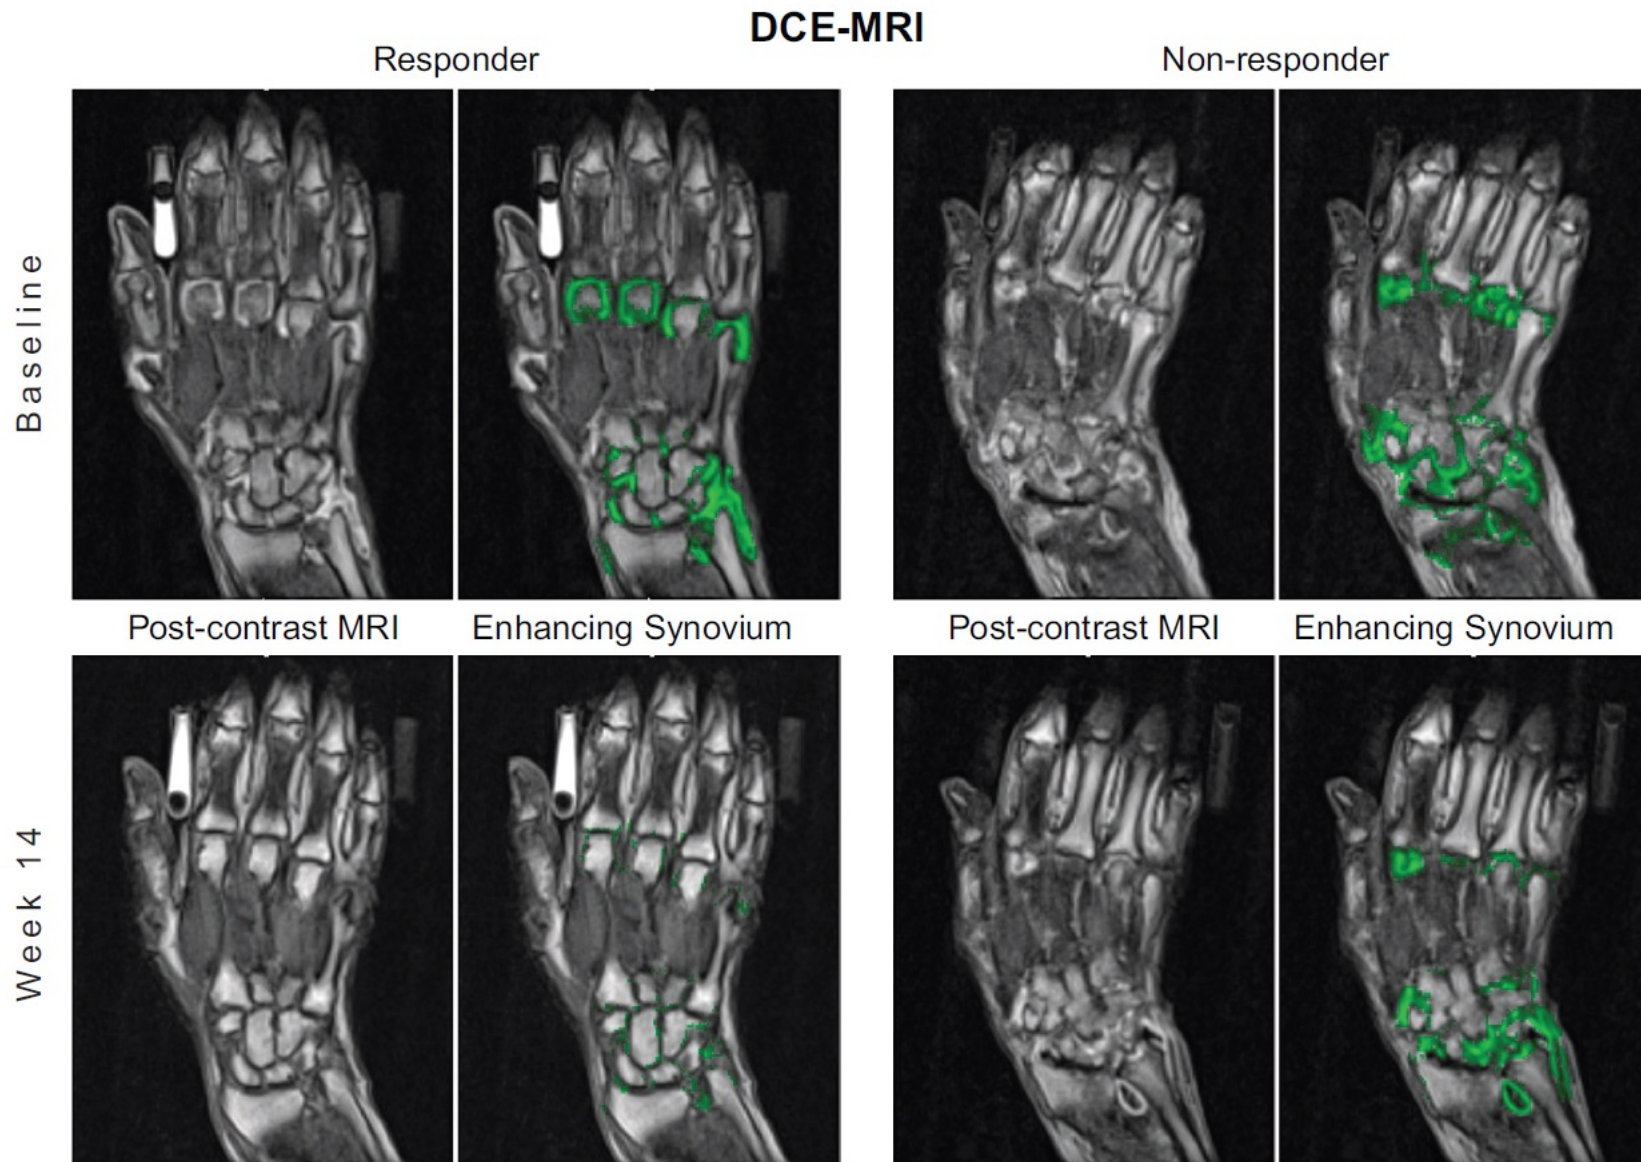 DCE-MRI
Responder
Non-responder
Baseline
Post-contrast MRI
Enhancing Synovium
Post-contrast MRI
Enhancing Synovium
Week 14